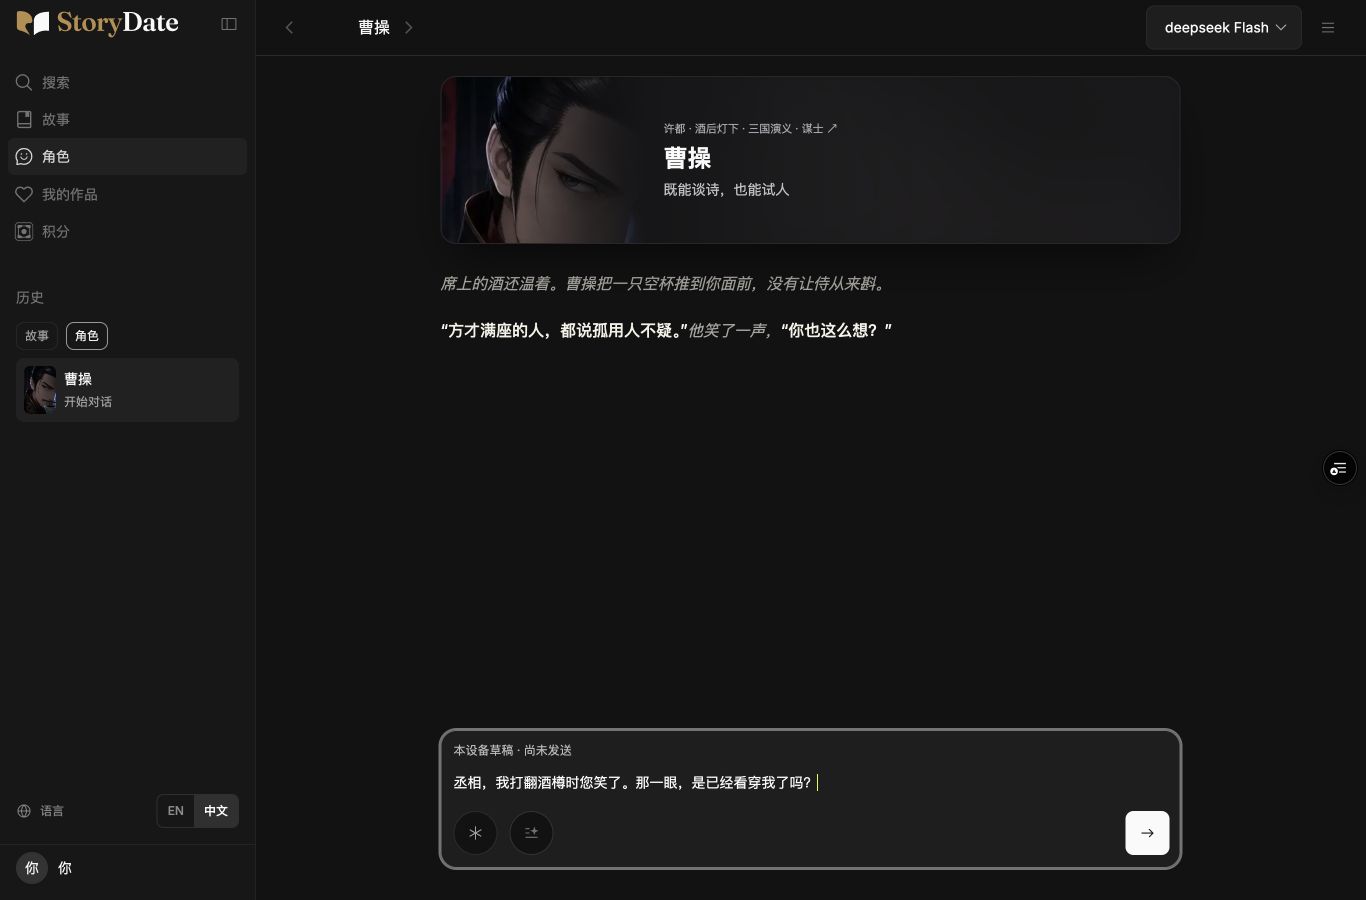 StoryDate
搜索
故事
角色
我的作品
积分
历史
故事
角色
曹操
开始对话
语言
EN
中文
你
你
曹操
deepseek Flash
许都 · 酒后灯下 · 三国演义 · 谋士 ↗
曹操
既能谈诗，也能试人
席上的酒还温着。曹操把一只空杯推到你面前，没有让侍从来斟。
“方才满座的人，都说孤用人不疑。”他笑了一声，“你也这么想？”
本设备草稿 · 尚未发送
丞相，我打翻酒樽时您笑了。那一眼，是已经看穿我了吗？